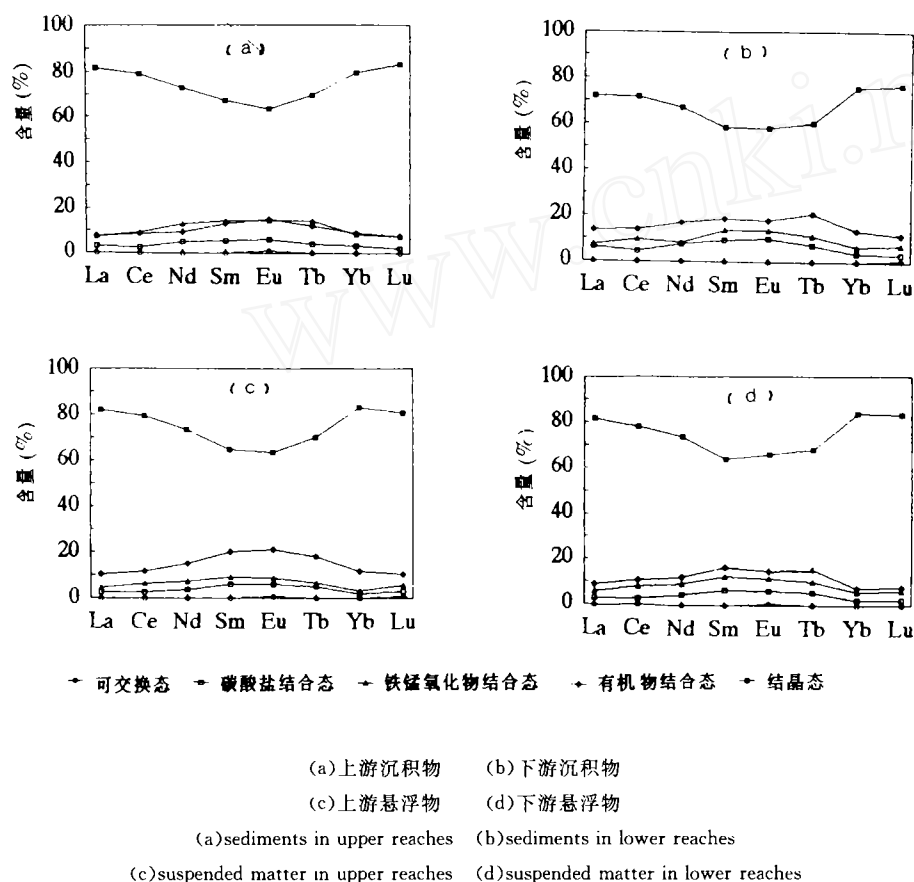 100
80
60
40
20
0
含量(%)
(a)
La Ce Nd Sm Eu Tb Yb Lu
100
80
60
40
20
0
含量(%)
(b)
La Ce Nd Sm Eu Tb Yb Lu
100
80
60
40
20
0
含量(%)
(c)
La Ce Nd Sm Eu Tb Yb Lu
100
80
60
40
20
0
含量(%)
(d)
La Ce Nd Sm Eu Tb Yb Lu
可交换态 碳酸盐结合态 铁锰氧化物结合态 有机物结合态 结晶态
(a)上游沉积物 (b)下游沉积物
(c)上游悬浮物 (d)下游悬浮物
(a)sediments in upper reaches (b)sediments in lower reaches
(c)suspended matter in upper reaches (d)suspended matter in lower reaches
www.cnki.n